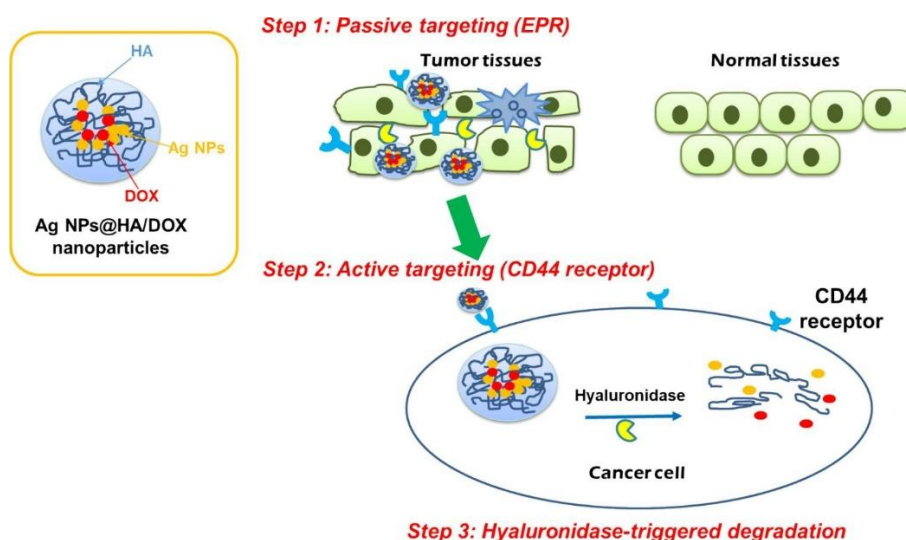 Step 1: Passive targeting (EPR)
HA
Ag NPs
DOX
Ag NPs@HA/DOX
nanoparticles
Tumor tissues
Normal tissues
Step 2: Active targeting (CD44 receptor)
CD44
receptor
Hyaluronidase
Cancer cell
Step 3: Hyaluronidase-triggered degradation